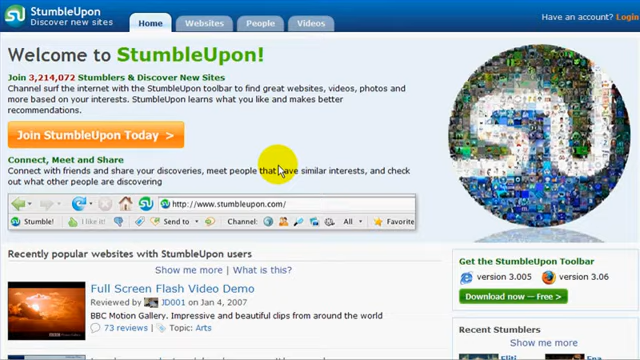 StumbleUpon
Discover new sites
Home
Websites
People
Videos
Have an account? Login
Welcome to StumbleUpon!
Join 3,214,072 Stumblers & Discover New Sites
Channel surf the internet with the StumbleUpon toolbar to find great websites, videos, photos and
more based on your interests. StumbleUpon learns what you like and makes better
recommendations.
Join StumbleUpon Today >
Connect, Meet and Share
Connect with friends and share your discoveries, meet people that have similar interests, and check
out what other people are discovering
http://www.stumbleupon.com/
Stumble! I like it! Send to Channel: All Favorite
Recently popular websites with StumbleUpon users
Show me more | What is this?
Full Screen Flash Video Demo
Reviewed by JD001 on Jan 4, 2007
BBC Motion Gallery. Impressive and beautiful clips from around the world
73 reviews | Topic: Arts
Get the StumbleUpon Toolbar
version 3.005 version 3.06
Download now — Free >
Recent Stumblers
Show me more